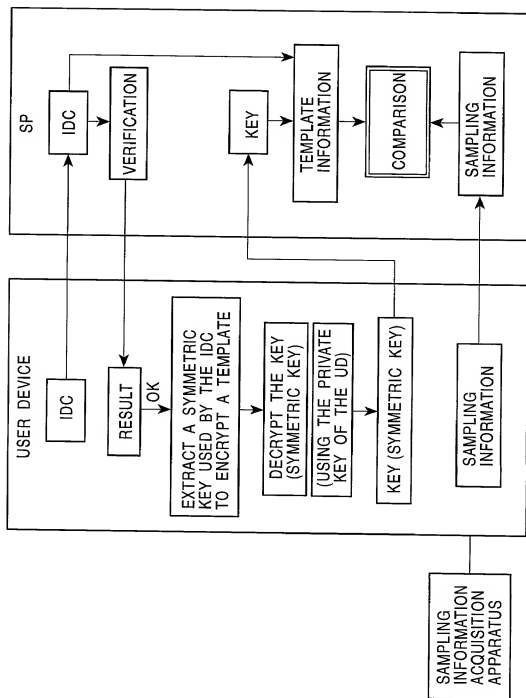 USER DEVICE
SP
IDC
IDC
VERIFICATION
RESULT
OK
EXTRACT A SYMMETRIC
KEY USED BY THE IDC
TO ENCRYPT A TEMPLATE
DECRYPT THE KEY
(SYMMETRIC KEY)
(USING THE PRIVATE
KEY OF THE UD)
KEY (SYMMETRIC KEY)
KEY
TEMPLATE
INFORMATION
COMPARISON
SAMPLING
INFORMATION
SAMPLING
INFORMATION
SAMPLING
INFORMATION
ACQUISITION
APPARATUS